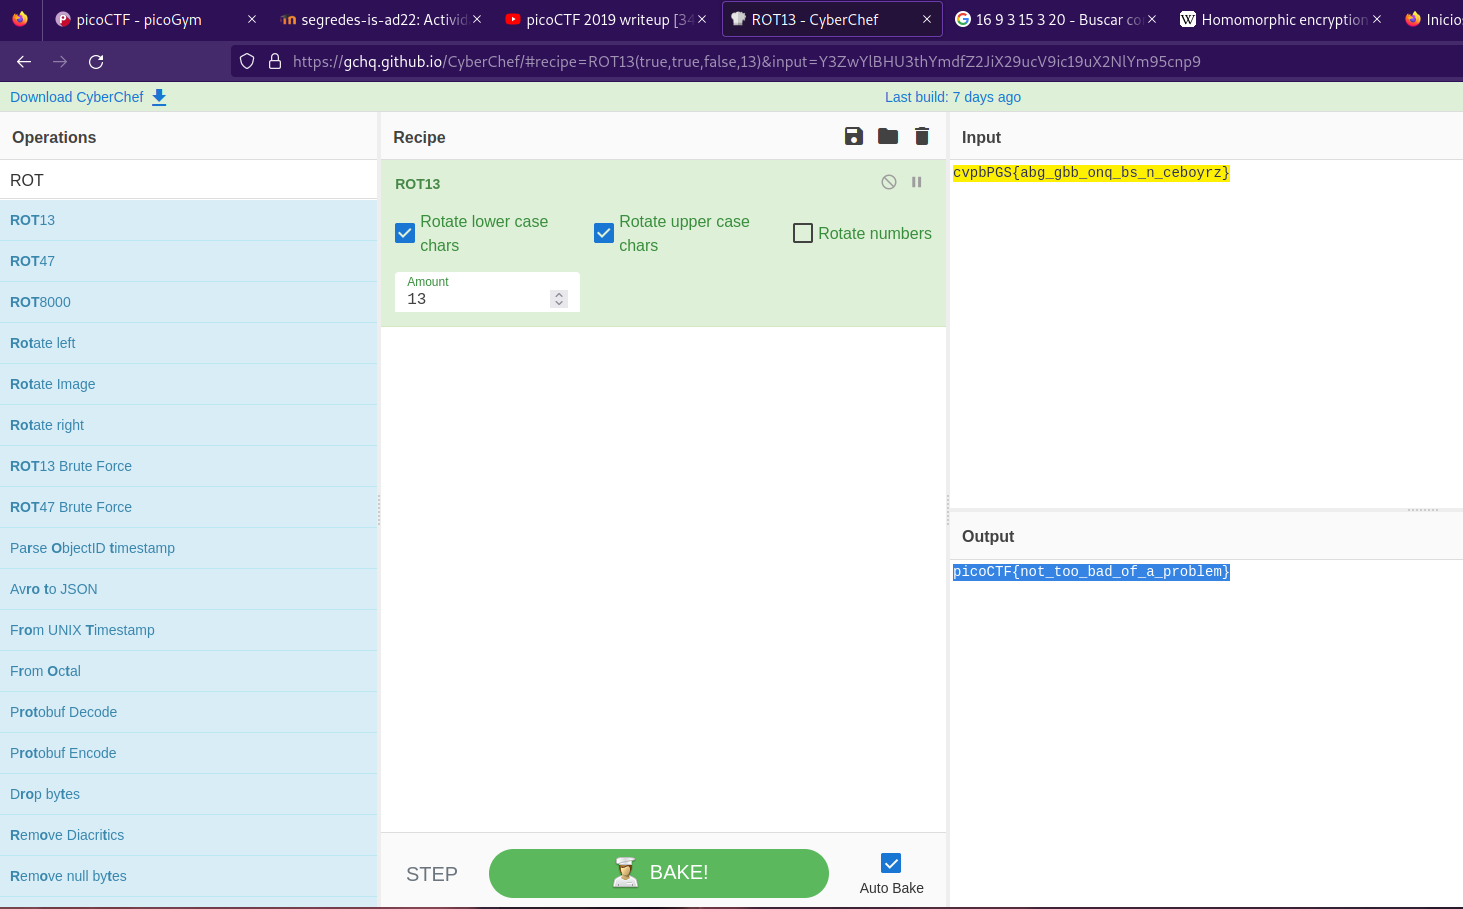 picoCTF - picoGym
segredes-is-ad22: Activid
picoCTF 2019 writeup [34
ROT13 - CyberChef
16 9 3 15 3 20 - Buscar co
Homomorphic encryption
Inicio
https://gchq.github.io/CyberChef/#recipe=ROT13(true,true,false,13)&input=Y3ZwYlBHU3thYmdfZ2JiX29ucV9ic19uX2NlYm95cnp9
Download CyberChef
Last build: 7 days ago
Operations
ROT
ROT13
ROT47
ROT8000
Rotate left
Rotate Image
Rotate right
ROT13 Brute Force
ROT47 Brute Force
Parse ObjectID timestamp
Avro to JSON
From UNIX Timestamp
From Octal
Protobuf Decode
Protobuf Encode
Drop bytes
Remove Diacritics
Remove null bytes
Recipe
ROT13
Rotate lower case
chars
Rotate upper case
chars
Rotate numbers
Amount
13
STEP
BAKE!
Auto Bake
Input
cvpbPGS{abg_gbb_onq_bs_n_ceboyrz}
Output
picoCTF{not_too_bad_of_a_problem}